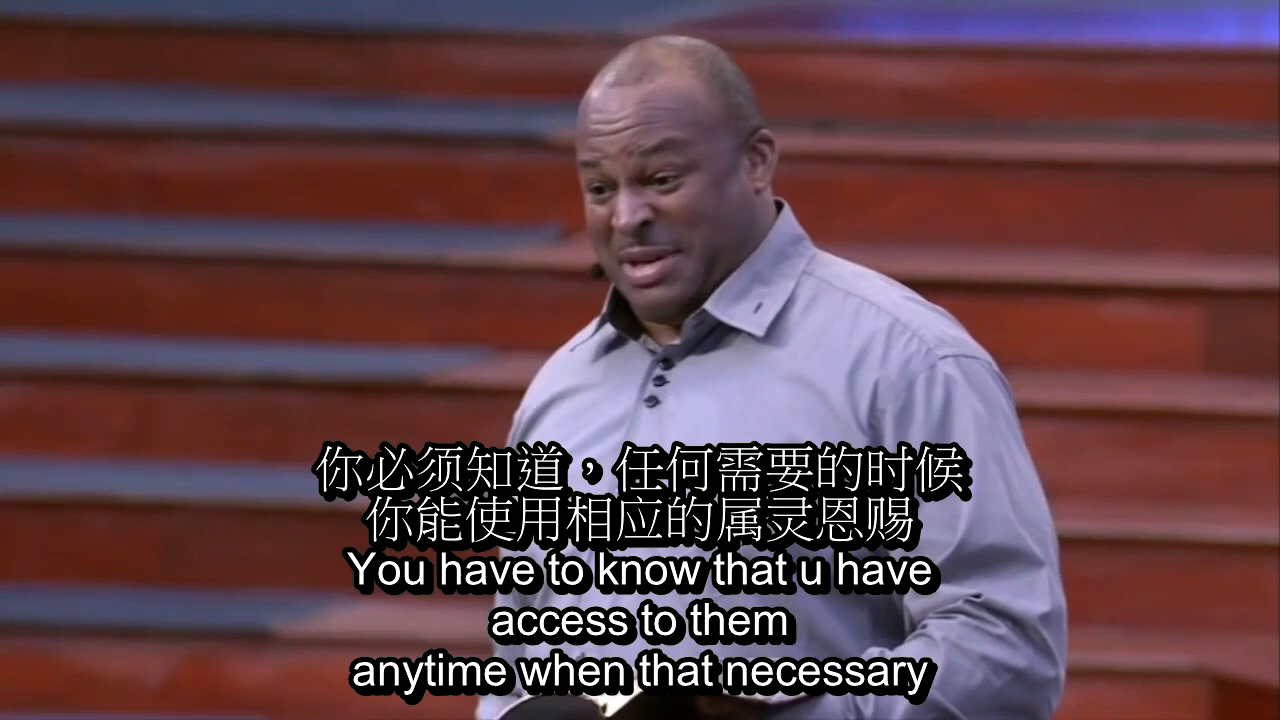 你必须知道，任何需要的时候
你能使用相应的属灵恩赐
You have to know that u have
access to them
anytime when that necessary